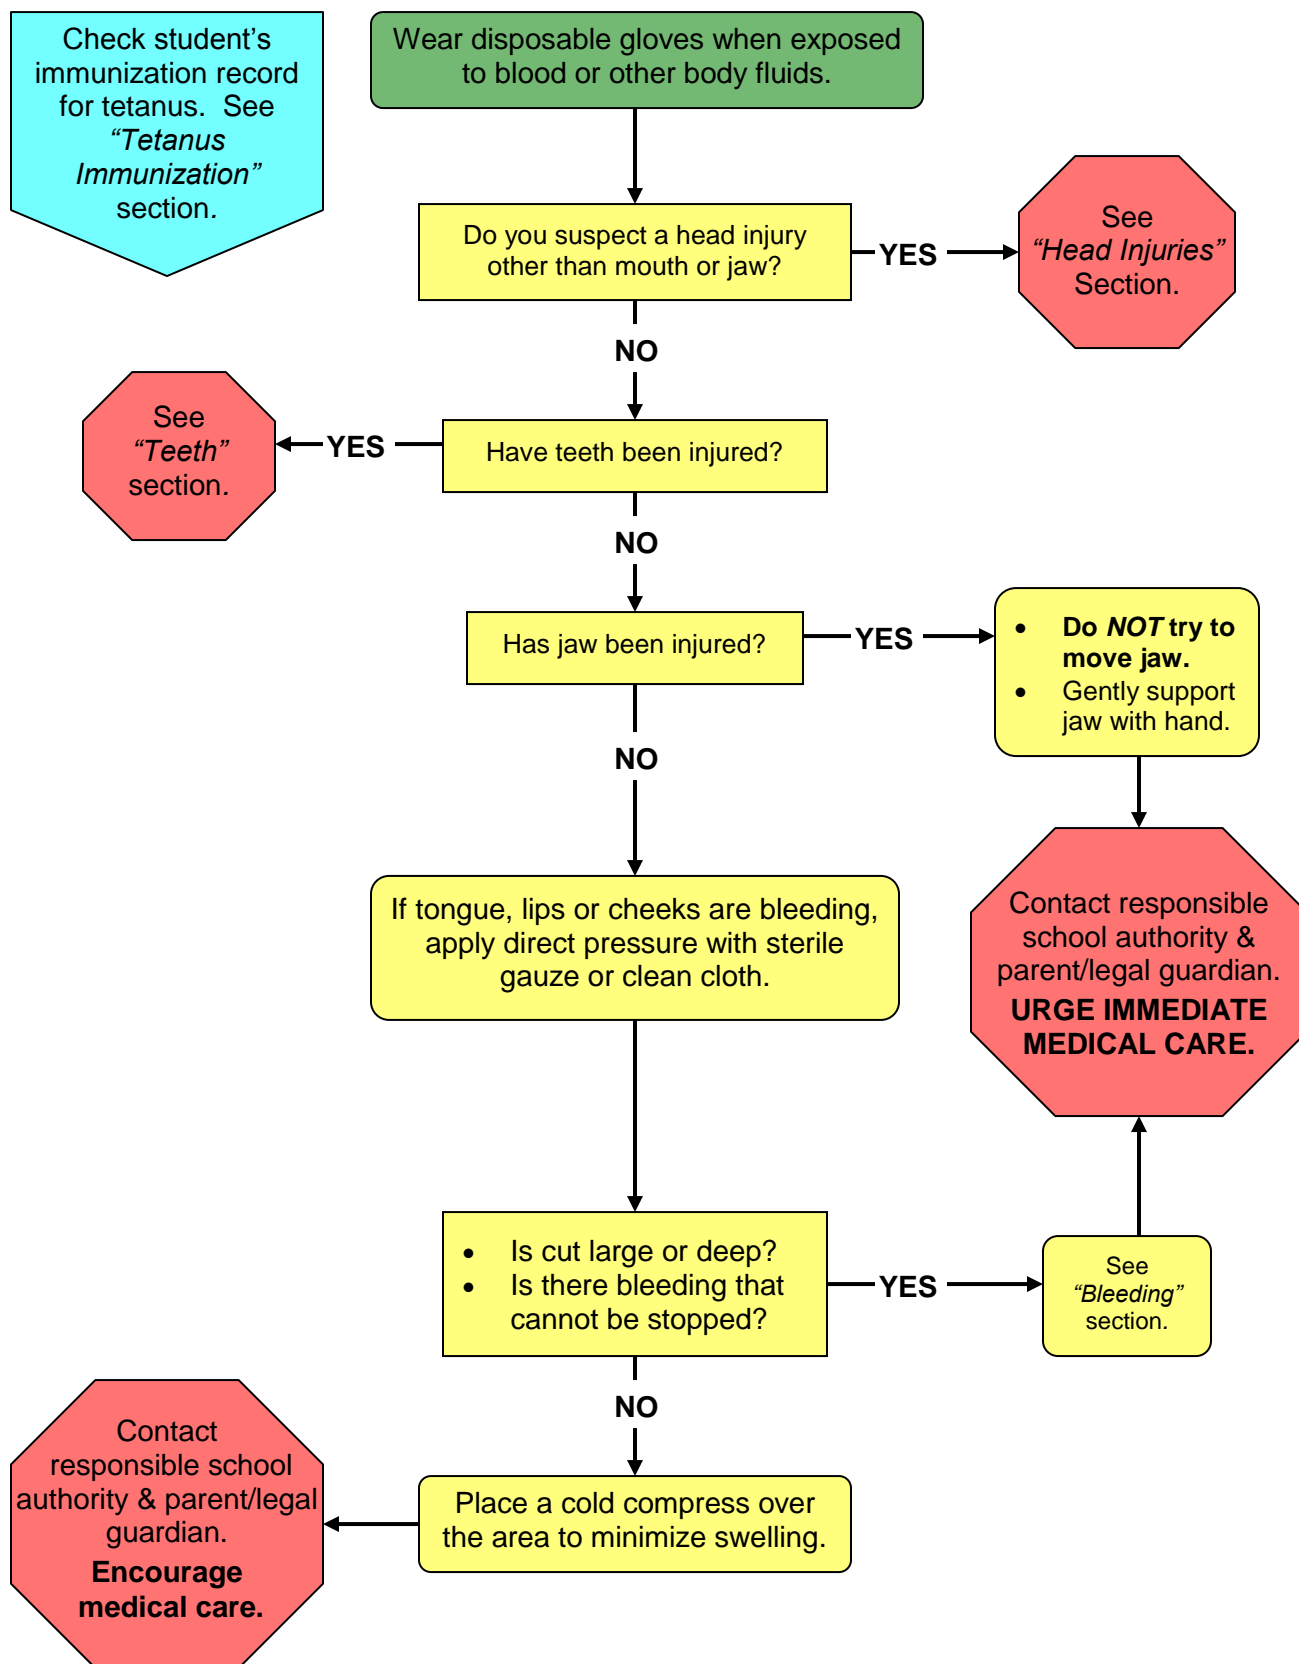 Check student’s
immunization record
for tetanus. See
“Tetanus
Immunization”
section.
Wear disposable gloves when exposed
to blood or other body fluids.
Do you suspect a head injury
other than mouth or jaw?
YES
See
“Head Injuries”
Section.
NO
See
“Teeth”
section.
YES
Have teeth been injured?
NO
Has jaw been injured?
YES
• Do NOT try to
move jaw.
• Gently support
jaw with hand.
NO
If tongue, lips or cheeks are bleeding,
apply direct pressure with sterile
gauze or clean cloth.
Contact responsible
school authority &
parent/legal guardian.
URGE IMMEDIATE
MEDICAL CARE.
• Is cut large or deep?
• Is there bleeding that
cannot be stopped?
YES
See
“Bleeding”
section.
NO
Place a cold compress over
the area to minimize swelling.
Contact
responsible school
authority & parent/legal
guardian.
Encourage
medical care.